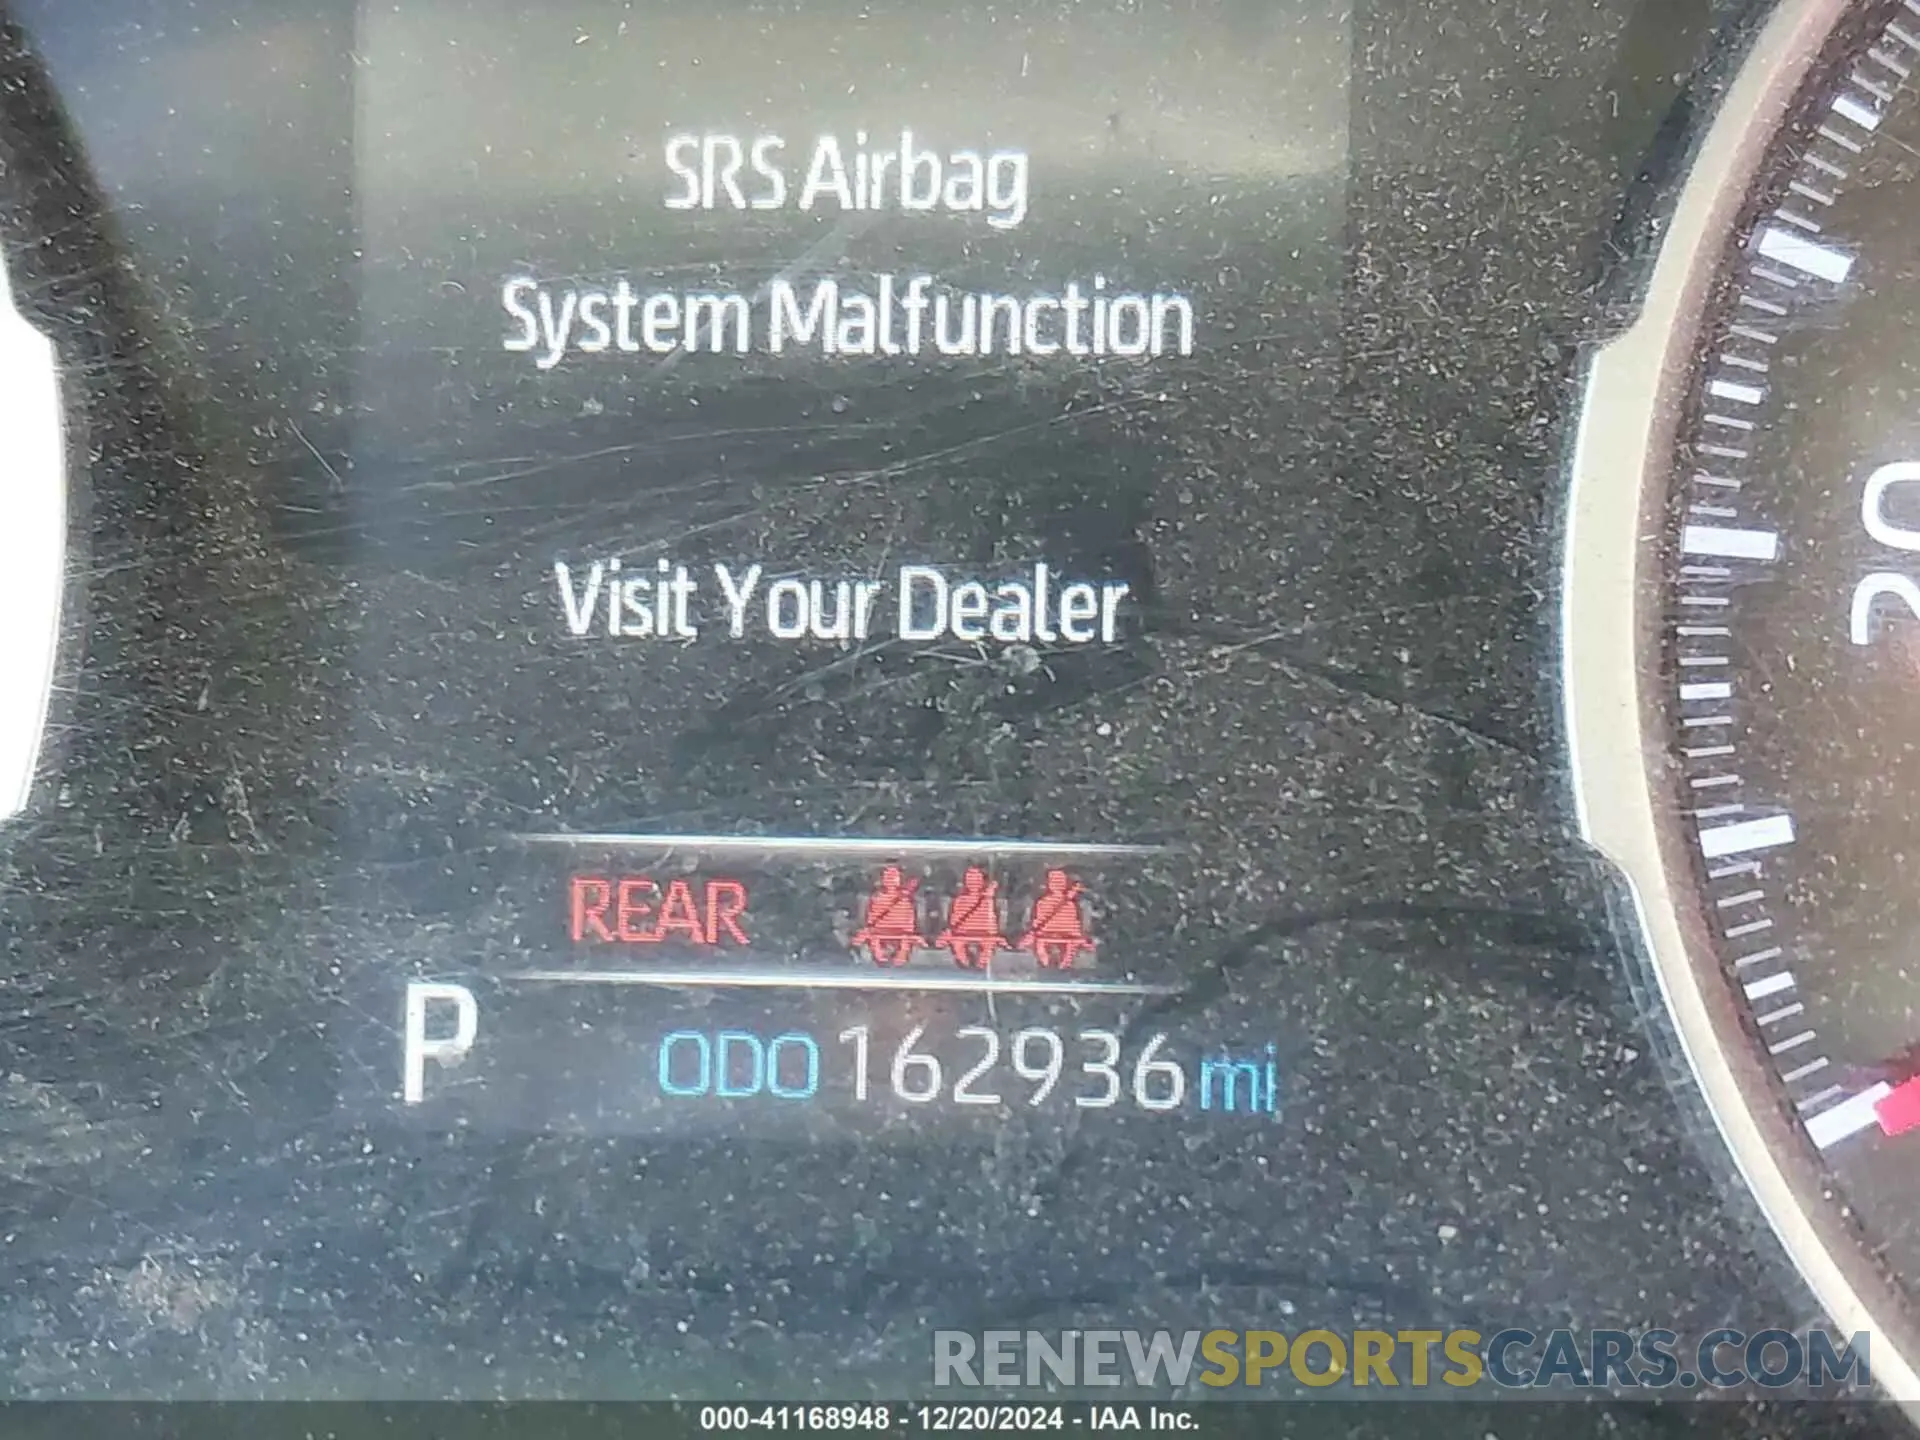 SRS Airbag
System Malfunction
20
Visit Your Dealer
REAR
P ODO 162936 mi
RENEWSPORTSCARS.COM
000-41168948 - 12/20/2024 - IAA Inc.